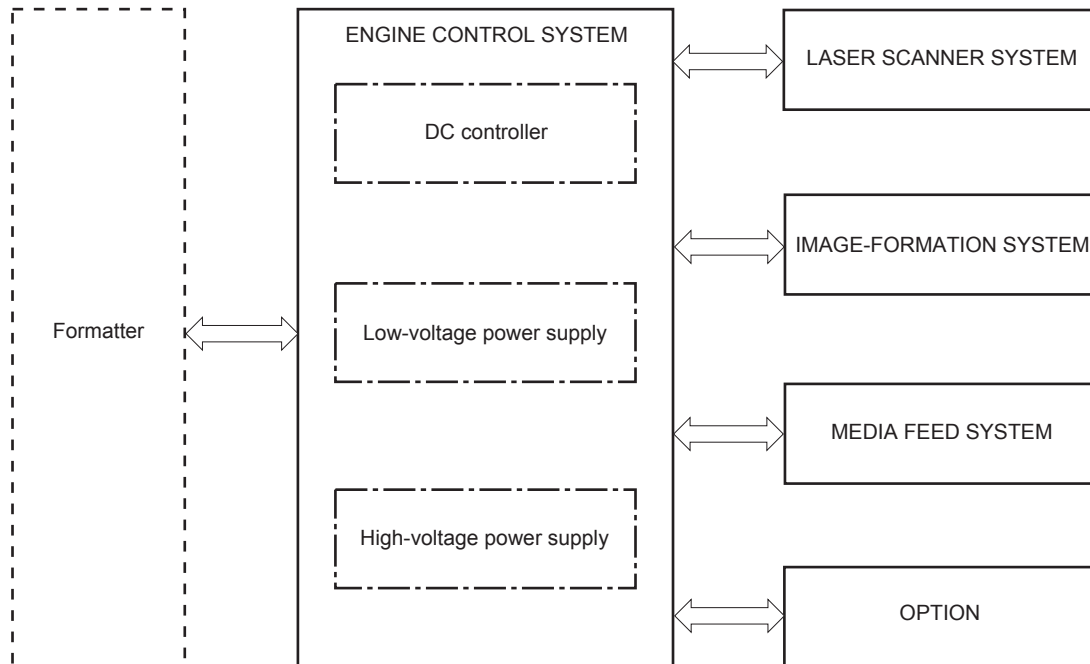 ENGINE CONTROL SYSTEM
LASER SCANNER SYSTEM
DC controller
IMAGE-FORMATION SYSTEM
Formatter
Low-voltage power supply
MEDIA FEED SYSTEM
High-voltage power supply
OPTION